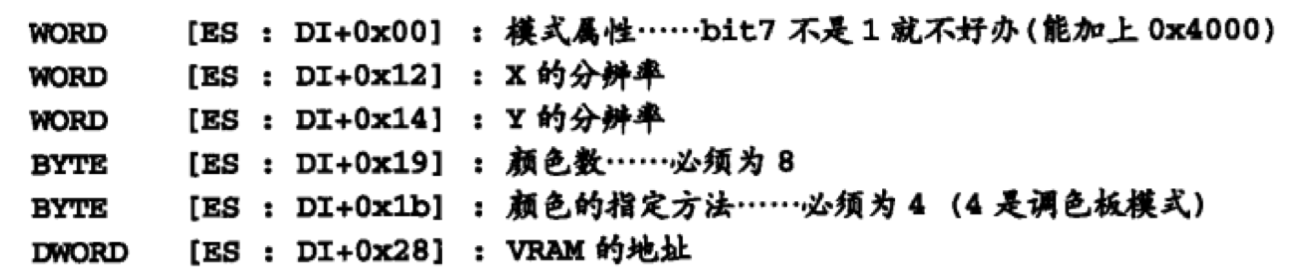 WORD [ES : DI+0x00] : 模式属性……bit7 不是 1 就不好办(能加上 0x4000)
WORD [ES : DI+0x12] : X 的分辨率
WORD [ES : DI+0x14] : Y 的分辨率
BYTE [ES : DI+0x19] : 颜色数……必须为 8
BYTE [ES : DI+0x1b] : 颜色的指定方法……必须为 4 (4 是调色板模式)
DWORD [ES : DI+0x28] : VRAM 的地址